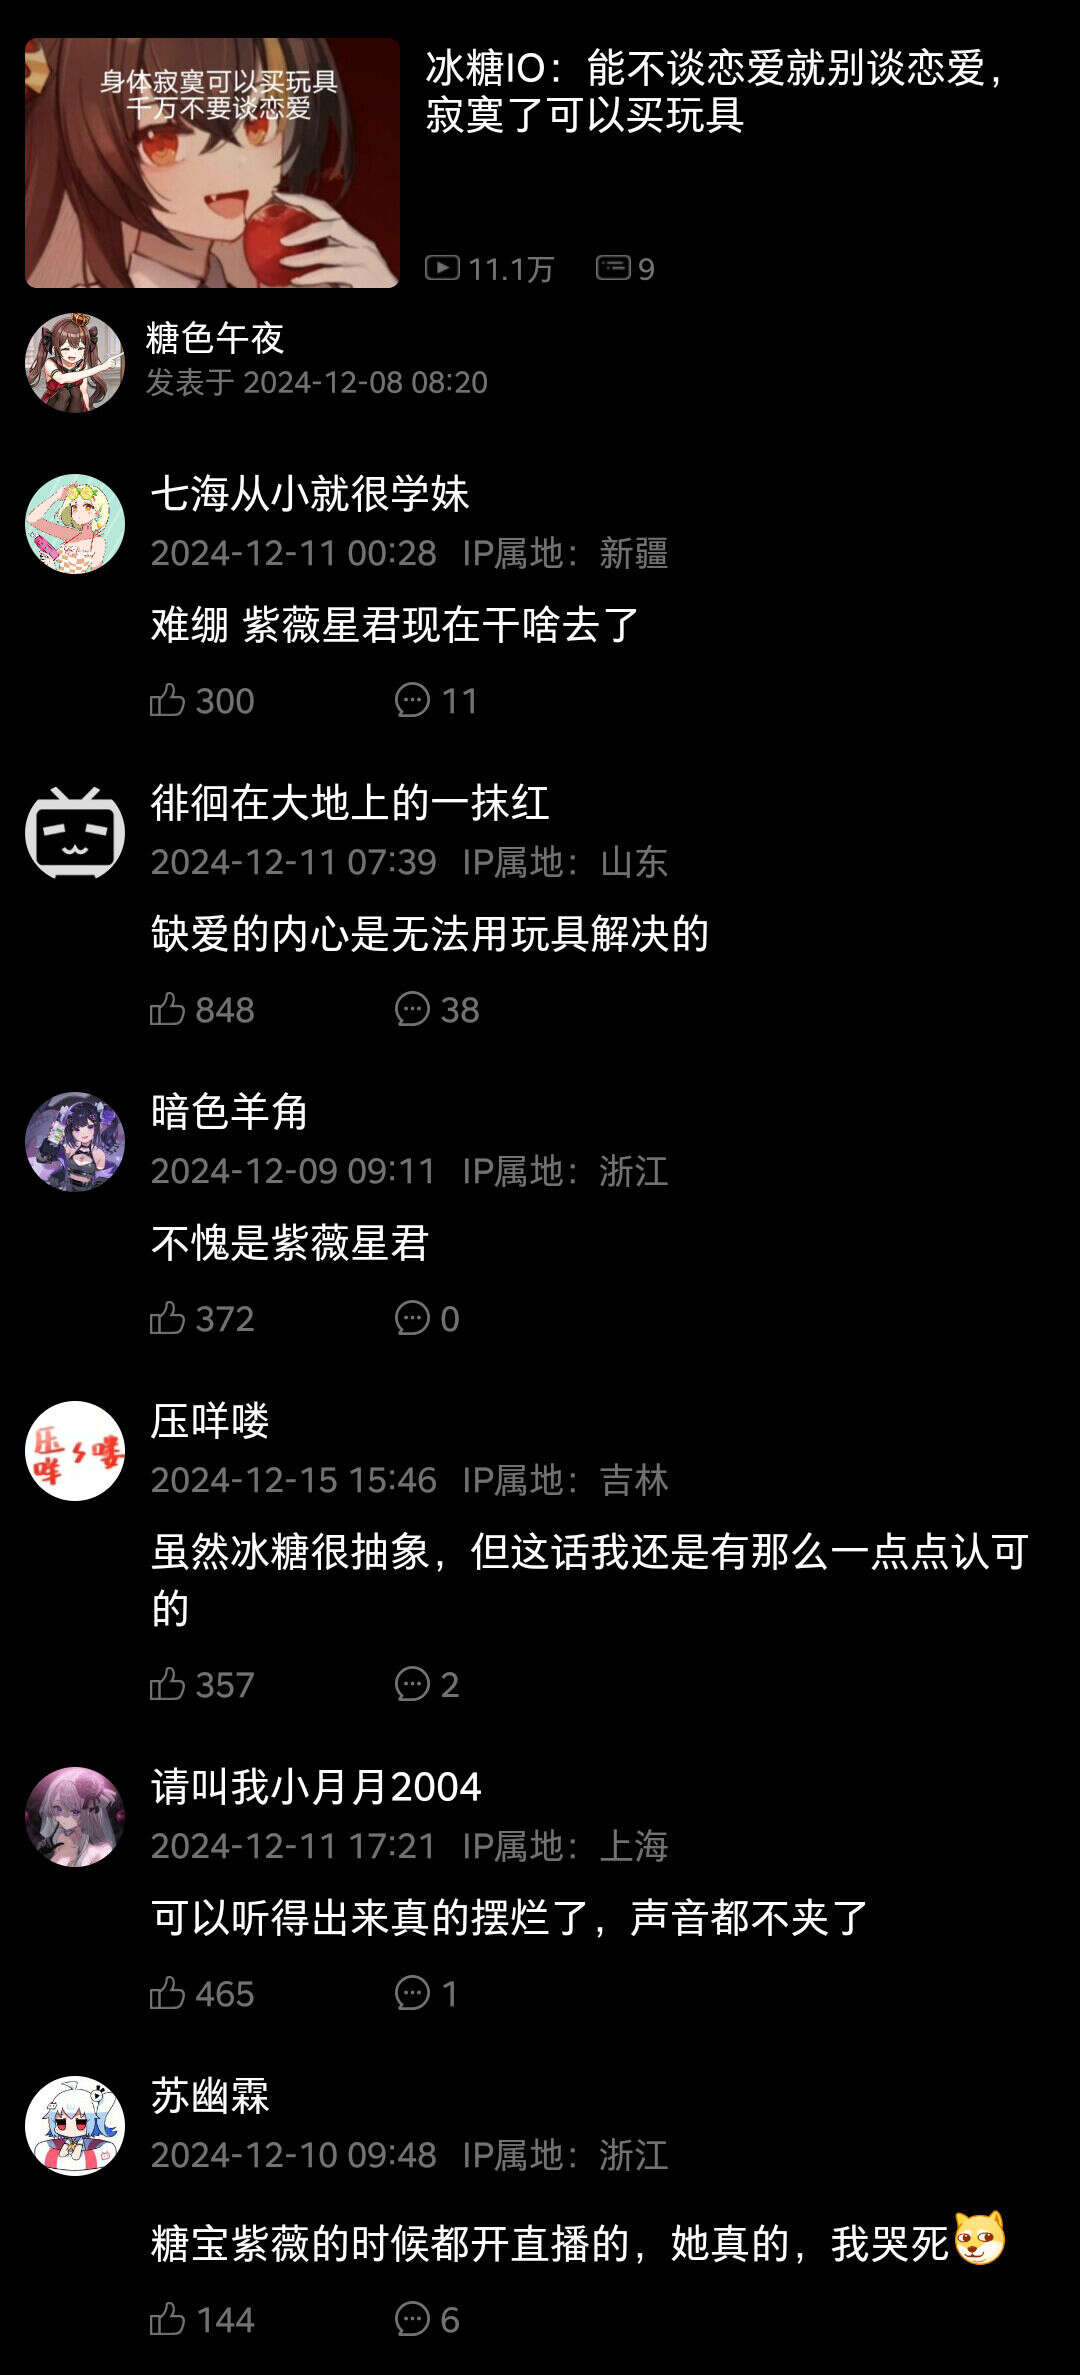 身体寂寞可以买玩具
千万不要谈恋爱
冰糖IO：能不谈恋爱就别谈恋爱，
寂寞了可以买玩具
11.1万 9
糖色午夜
发表于 2024-12-08 08:20
七海从小就很学妹
2024-12-11 00:28 IP属地：新疆
难绷 紫薇星君现在干啥去了
300 11
徘徊在大地上的一抹红
2024-12-11 07:39 IP属地：山东
缺爱的内心是无法用玩具解决的
848 38
暗色羊角
2024-12-09 09:11 IP属地：浙江
不愧是紫薇星君
372 0
压咩喽
压咩喽
2024-12-15 15:46 IP属地：吉林
虽然冰糖很抽象，但这话我还是有那么一点点认可
的
357 2
请叫我小月月2004
2024-12-11 17:21 IP属地：上海
可以听得出来真的摆烂了，声音都不夹了
465 1
苏幽霖
2024-12-10 09:48 IP属地：浙江
糖宝紫薇的时候都开直播的，她真的，我哭死
144 6